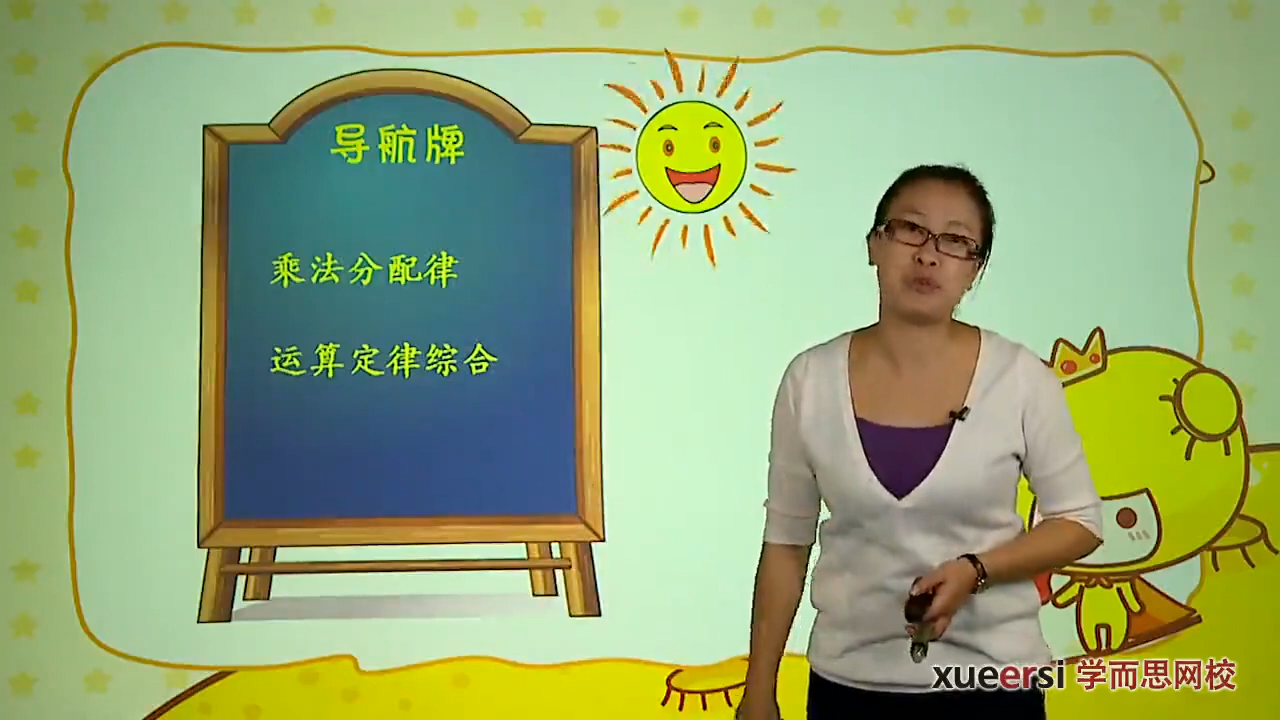 导航牌
乘法分配律
运算定律综合
xueersi 学而思网校